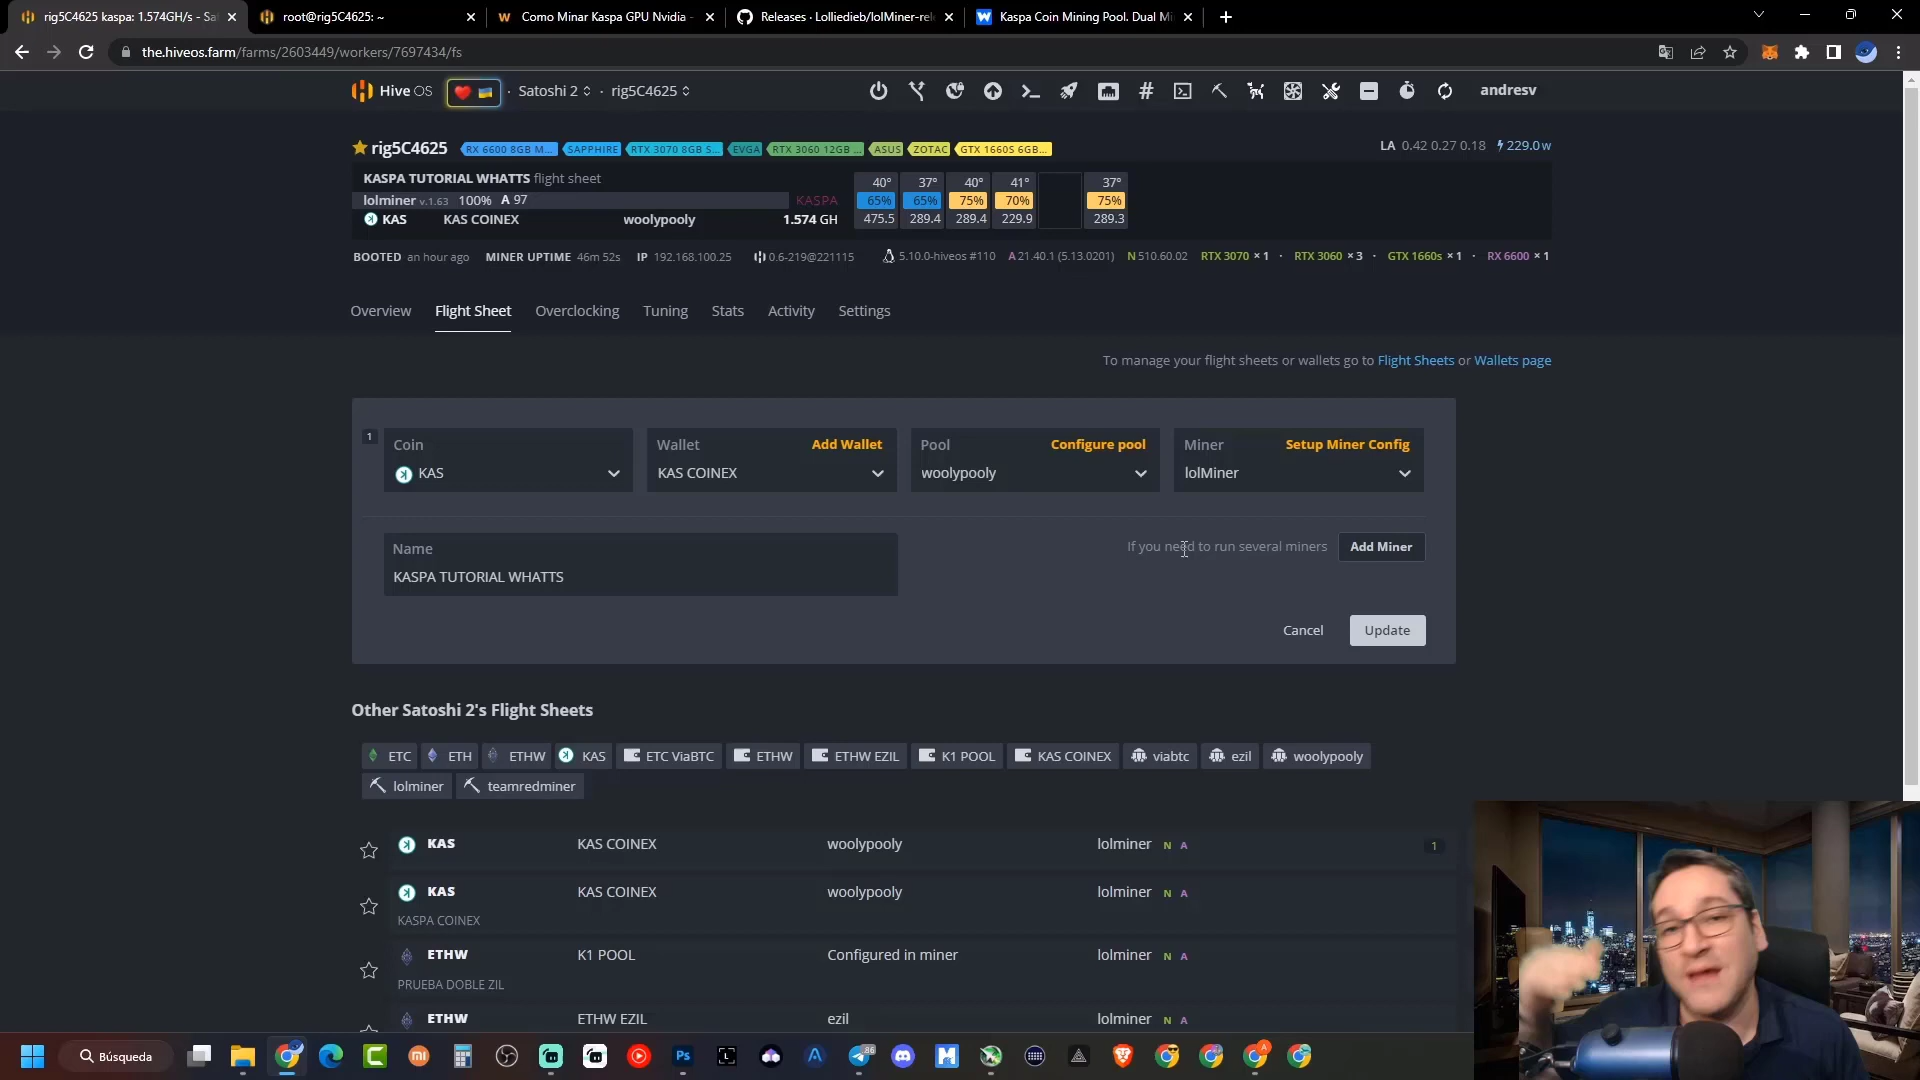 rig5C4625 kaspa: 1.574GH/s - Sa
root@rig5C4625: ~
Como Minar Kaspa GPU Nvidia -
Releases · Lolliedieb/lolMiner-rel
Kaspa Coin Mining Pool. Dual Mi
the.hiveos.farm/farms/2603449/workers/7697434/fs
Hive OS · Satoshi 2 · rig5C4625
andresv
rig5C4625 RX 6600 8GB M... SAPPHIRE RTX 3070 8GB S... EVGA RTX 3060 12GB ... ASUS ZOTAC GTX 1660S 6GB...
LA 0.42 0.27 0.18 229.0 w
KASPA TUTORIAL WHATTS flight sheet
40° 37° 40° 41° 37°
lolminer v.1.63 100% A 97 KASPA
65% 65% 75% 70% 75%
KAS KAS COINEX woolypooly 1.574 GH
475.5 289.4 289.4 229.9 289.3
BOOTED an hour ago MINER UPTIME 46m 52s IP 192.168.100.25 0.6-219@221115 5.10.0-hiveos #110 A 21.40.1 (5.13.0201) N 510.60.02 RTX 3070 × 1 · RTX 3060 × 3 · GTX 1660s × 1 · RX 6600 × 1
Overview Flight Sheet Overclocking Tuning Stats Activity Settings
To manage your flight sheets or wallets go to Flight Sheets or Wallets page
1
Coin
KAS
Wallet Add Wallet
KAS COINEX
Pool Configure pool
woolypooly
Miner Setup Miner Config
lolMiner
Name
KASPA TUTORIAL WHATTS
If you need to run several miners Add Miner
Cancel Update
Other Satoshi 2's Flight Sheets
ETC ETH ETHW KAS ETC ViaBTC ETHW ETHW EZIL K1 POOL KAS COINEX viabtc ezil woolypooly
lolminer teamredminer
KAS KAS COINEX woolypooly lolminer N A 1
KAS KAS COINEX woolypooly lolminer N A
KASPA COINEX
ETHW K1 POOL Configured in miner lolminer N A
PRUEBA DOBLE ZIL
ETHW ETHW EZIL ezil lolminer N A
Búsqueda